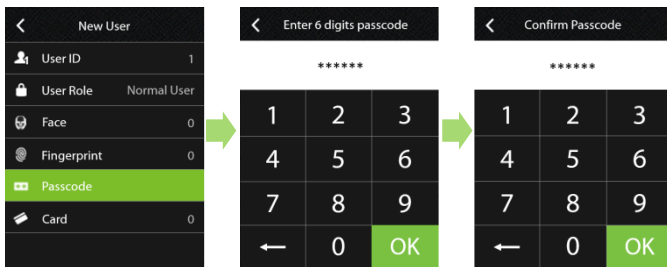 New User
User ID 1
User Role Normal User
Face 0
Fingerprint 0
Passcode
Card 0
Enter 6 digits passcode
******
1 2 3
4 5 6
7 8 9
← 0 OK
Confirm Passcode
******
1 2 3
4 5 6
7 8 9
← 0 OK